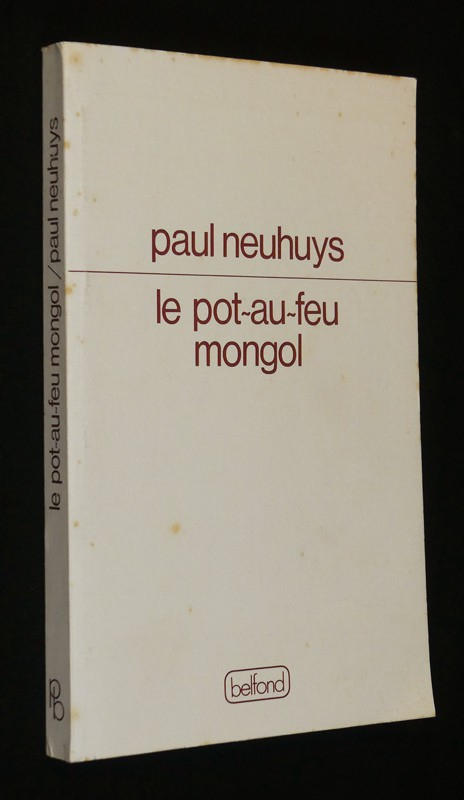 paul neuhuys
le pot~au~feu
mongol
belfond
le pot-au-feu mongol / paul neuhuys